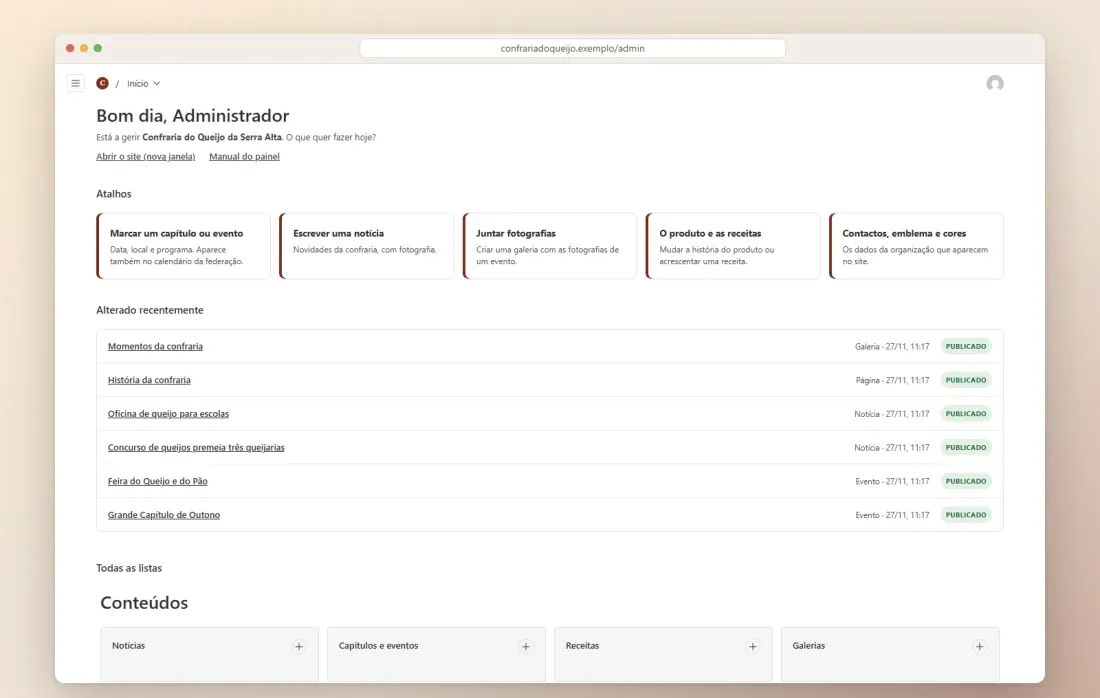 confrariadoqueijo.exemplo/admin
C / Início
Bom dia, Administrador
Está a gerir Confraria do Queijo da Serra Alta. O que quer fazer hoje?
Abrir o site (nova janela) Manual do painel
Atalhos
Marcar um capítulo ou evento
Data, local e programa. Aparece
também no calendário da federação.
Escrever uma notícia
Novidades da confraria, com fotografia.
Juntar fotografias
Criar uma galeria com as fotografias de
um evento.
O produto e as receitas
Mudar a história do produto ou
acrescentar uma receita.
Contactos, emblema e cores
Os dados da organização que aparecem
no site.
Alterado recentemente
Momentos da confraria Galeria · 27/11, 11:17 PUBLICADO
História da confraria Página · 27/11, 11:17 PUBLICADO
Oficina de queijo para escolas Notícia · 27/11, 11:17 PUBLICADO
Concurso de queijos premeia três queijarias Notícia · 27/11, 11:17 PUBLICADO
Feira do Queijo e do Pão Evento · 27/11, 11:17 PUBLICADO
Grande Capítulo de Outono Evento · 27/11, 11:17 PUBLICADO
Todas as listas
Conteúdos
Notícias + Capítulos e eventos + Receitas + Galerias +